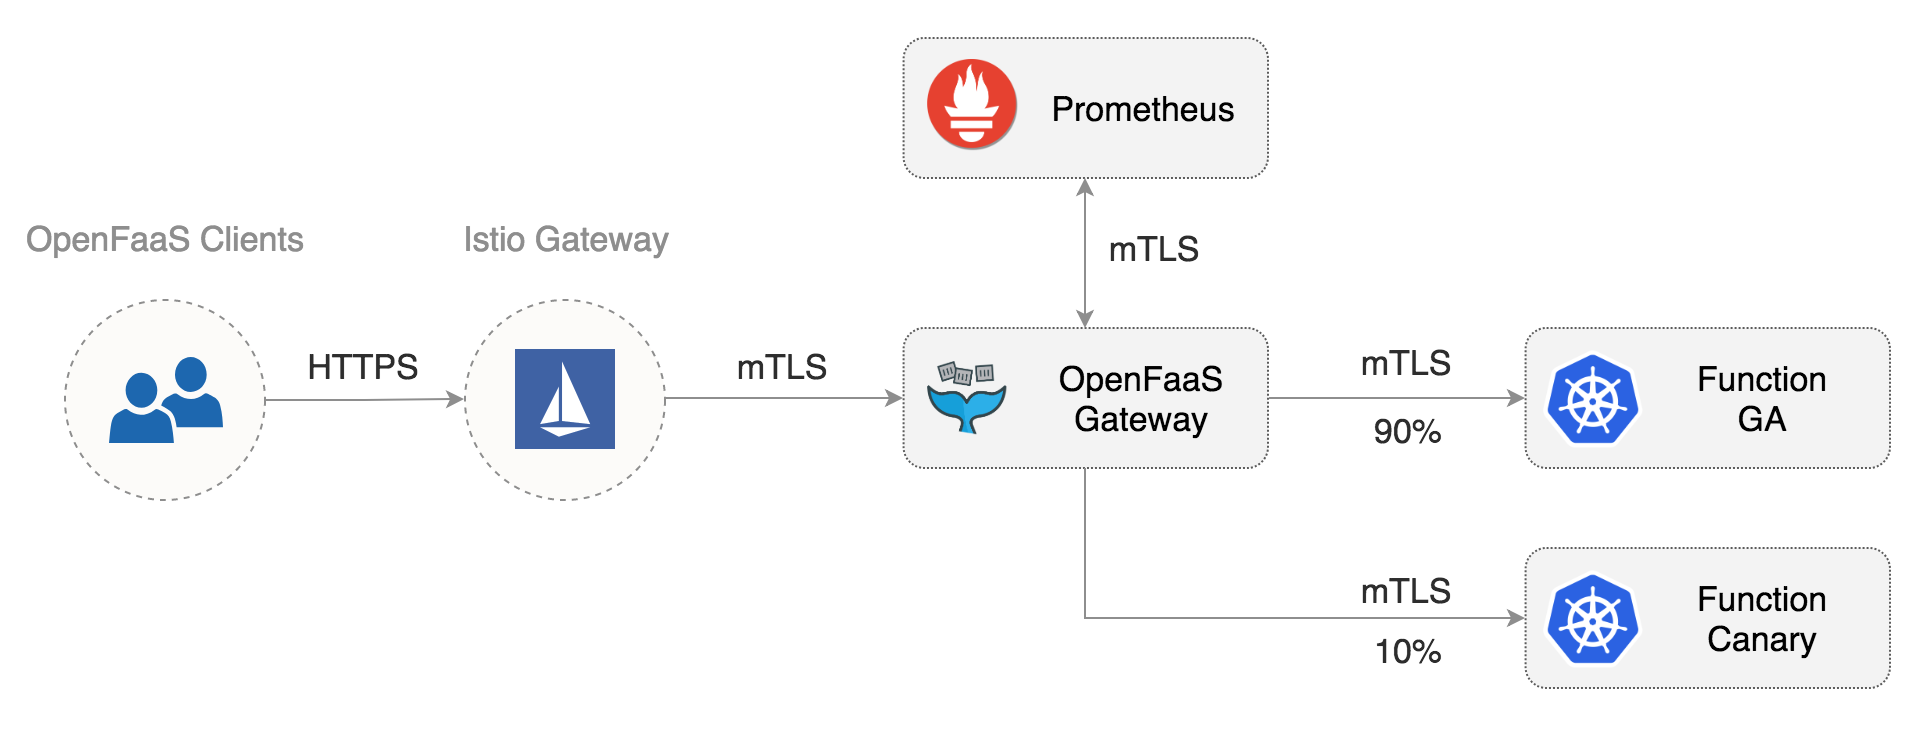 Prometheus
OpenFaaS Clients
Istio Gateway
mTLS
HTTPS
mTLS
OpenFaaS
Gateway
mTLS
90%
Function
GA
mTLS
10%
Function
Canary